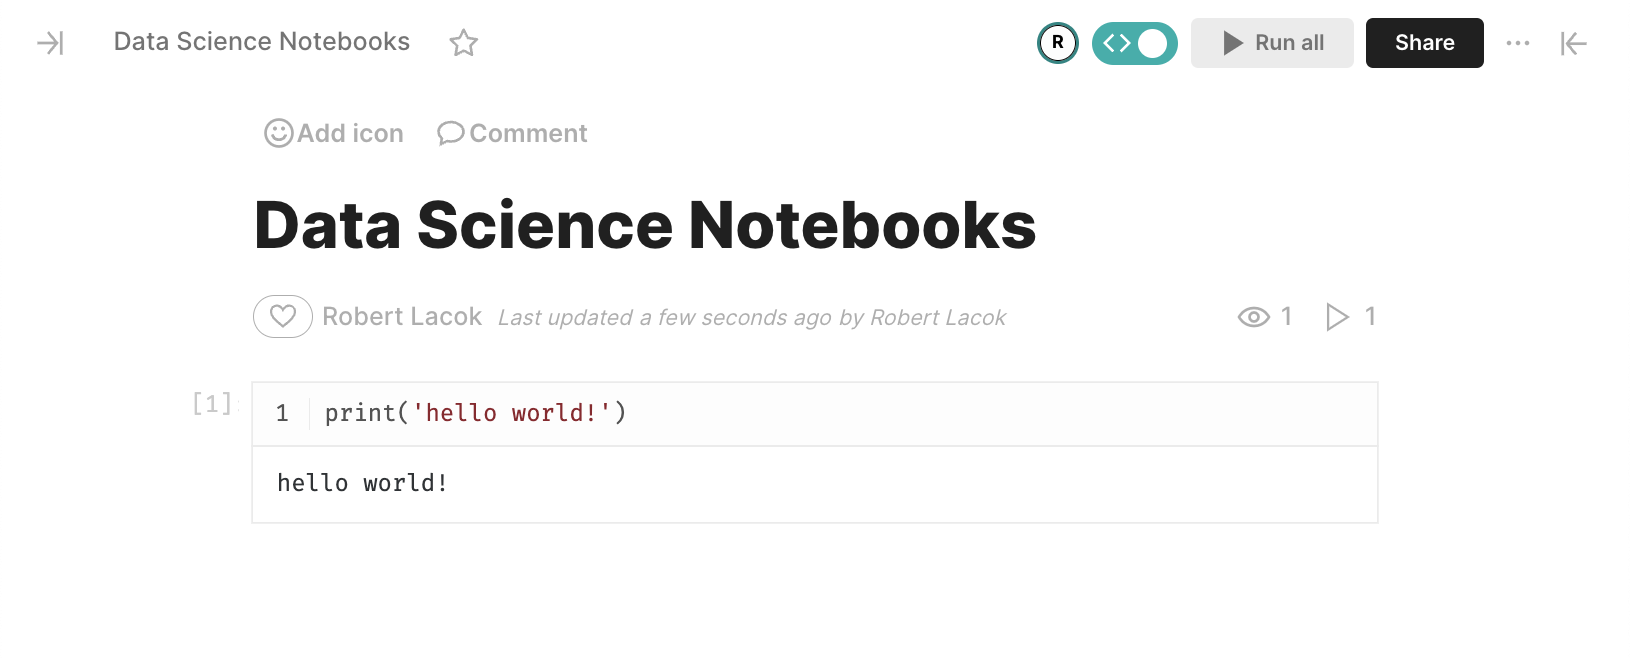 Data Science Notebooks
R
<>
Run all
Share
Add icon
Comment
Data Science Notebooks
Robert Lacok Last updated a few seconds ago by Robert Lacok
1
1
[1]:
1 print('hello world!')
hello world!